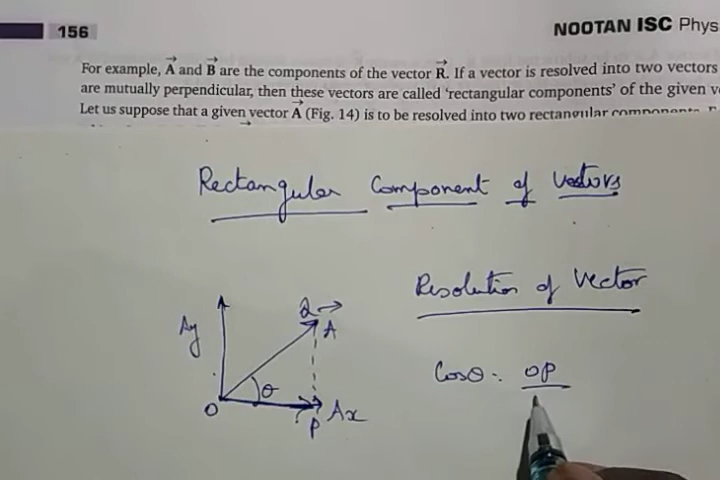 156
NOOTAN ISC Phys
For example, A⃗ and B⃗ are the components of the vector R⃗. If a vector is resolved into two vectors
are mutually perpendicular, then these vectors are called 'rectangular components' of the given v
Let us suppose that a given vector A⃗ (Fig. 14) is to be resolved into two rectangular components
Rectangular Component of Vectors
Resolution of Vector
Q →
Ay A
Cosθ = OP
θ
O Ax
P